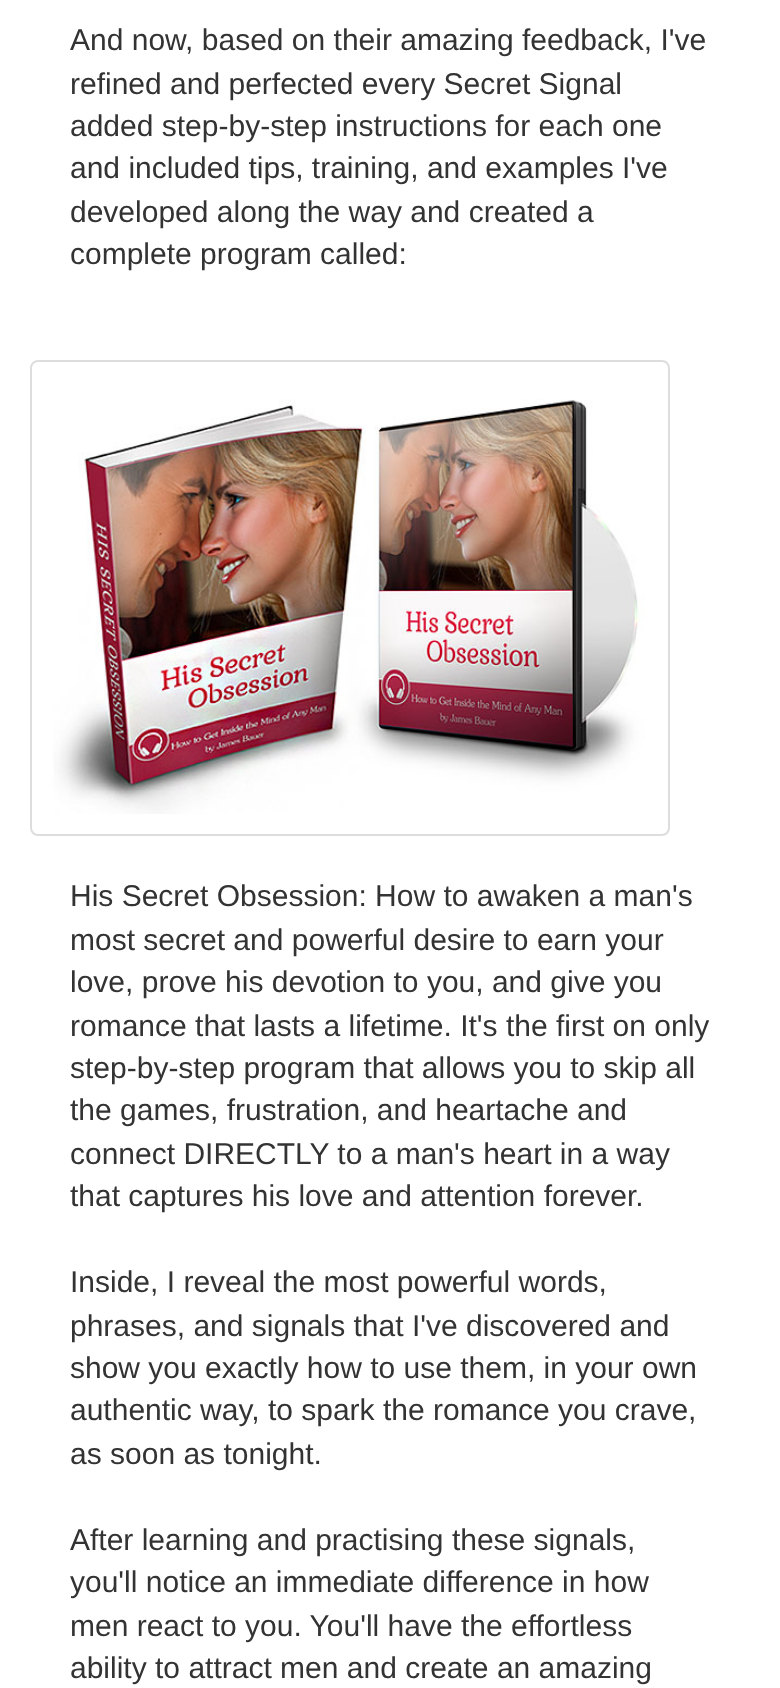 And now, based on their amazing feedback, I've
refined and perfected every Secret Signal
added step-by-step instructions for each one
and included tips, training, and examples I've
developed along the way and created a
complete program called:
HIS SECRET OBSESSION
His Secret
Obsession
How to Get Inside the Mind of Any Man
by James Bauer
His Secret
Obsession
How to Get Inside the Mind of Any Man
by James Bauer
His Secret Obsession: How to awaken a man's
most secret and powerful desire to earn your
love, prove his devotion to you, and give you
romance that lasts a lifetime. It's the first on only
step-by-step program that allows you to skip all
the games, frustration, and heartache and
connect DIRECTLY to a man's heart in a way
that captures his love and attention forever.
Inside, I reveal the most powerful words,
phrases, and signals that I've discovered and
show you exactly how to use them, in your own
authentic way, to spark the romance you crave,
as soon as tonight.
After learning and practising these signals,
you'll notice an immediate difference in how
men react to you. You'll have the effortless
ability to attract men and create an amazing